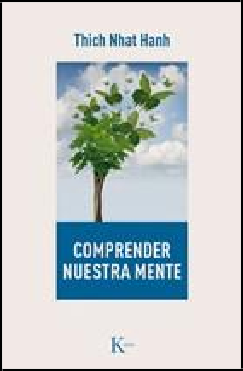 Thich Nhat Hanh
COMPRENDER
NUESTRA MENTE
K